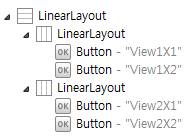 LinearLayout
LinearLayout
OK Button - "View1X1"
OK Button - "View1X2"
LinearLayout
OK Button - "View2X1"
OK Button - "View2X2"